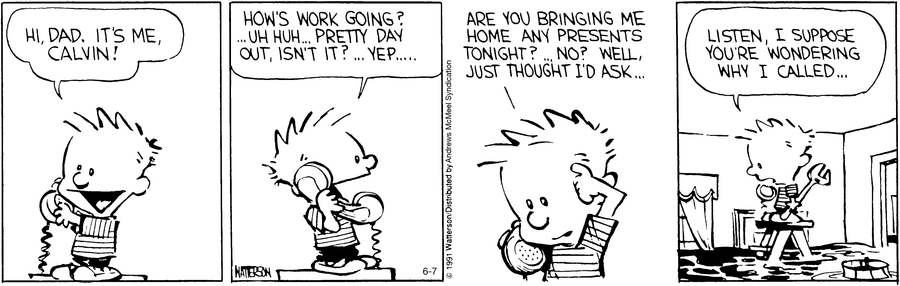 HI, DAD. IT'S ME,
CALVIN!
HOW'S WORK GOING?
...UH HUH... PRETTY DAY
OUT, ISN'T IT? ... YEP.....
WATTERSON
6-7
© 1991 Watterson/Distributed by Andrews McMeel Syndication
ARE YOU BRINGING ME
HOME ANY PRESENTS
TONIGHT? ... NO? WELL,
JUST THOUGHT I'D ASK...
LISTEN, I SUPPOSE
YOU'RE WONDERING
WHY I CALLED...